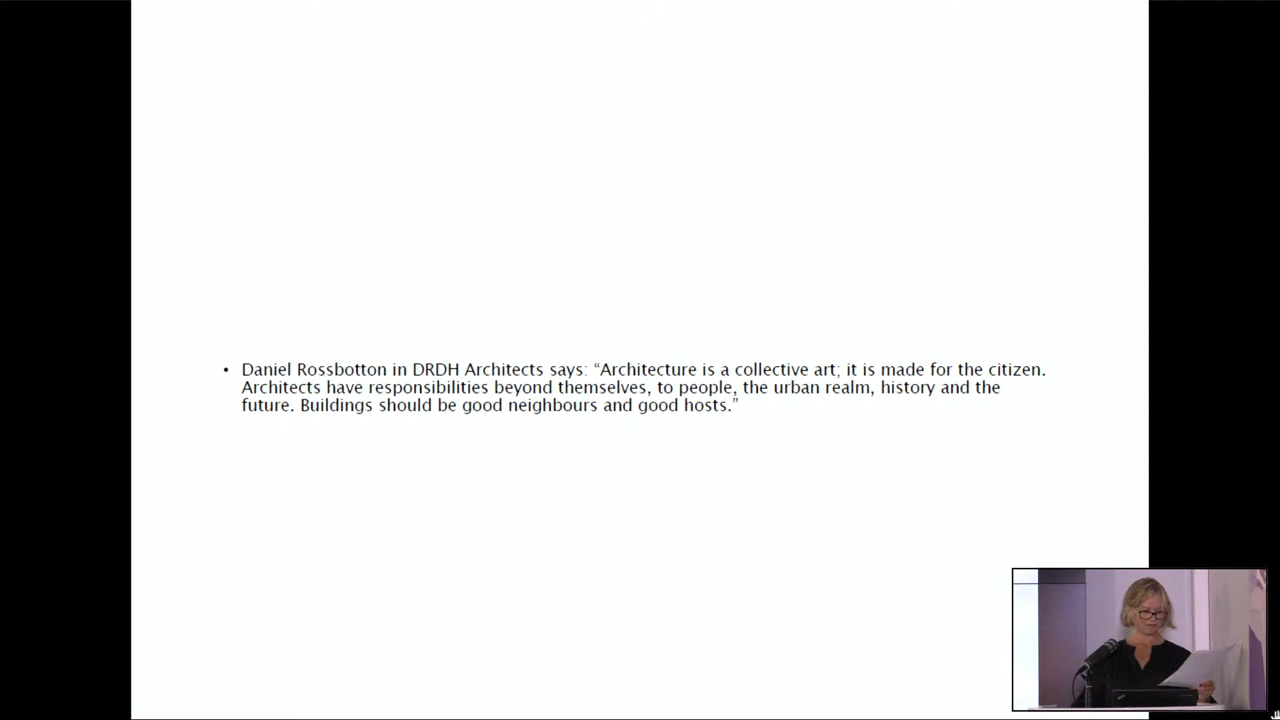 • Daniel Rossbotton in DRDH Architects says: “Architecture is a collective art; it is made for the citizen.
Architects have responsibilities beyond themselves, to people, the urban realm, history and the
future. Buildings should be good neighbours and good hosts.”